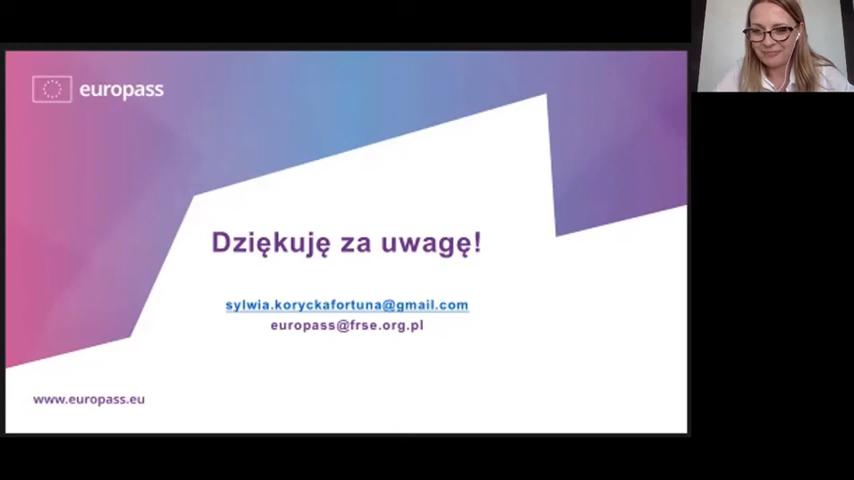 europass
Dziękuję za uwagę!
sylwia.koryckafortuna@gmail.com
europass@frse.org.pl
www.europass.eu